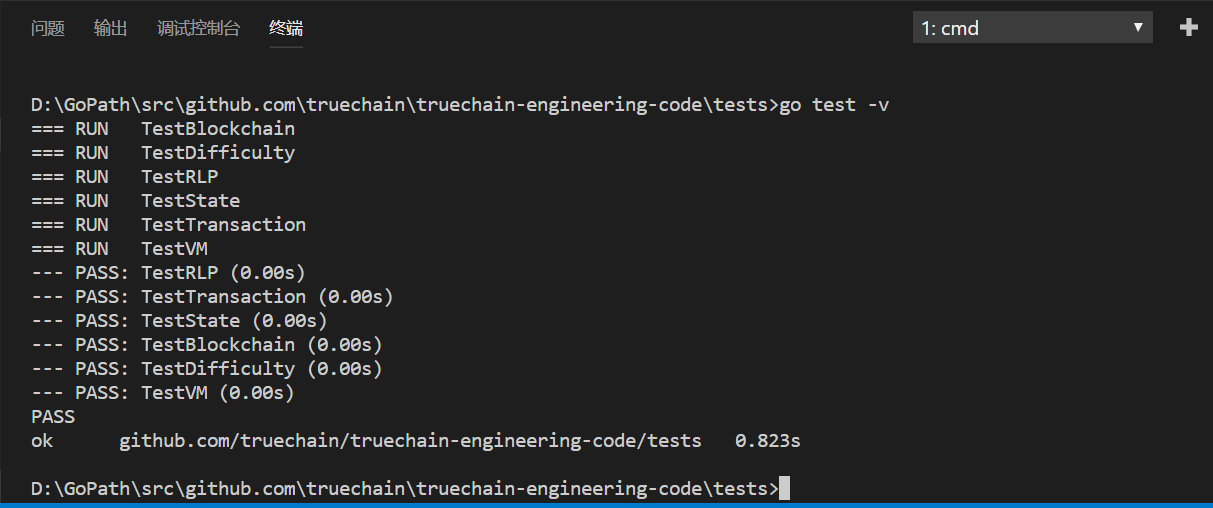 问题 输出 调试控制台 终端 1: cmd
D:\GoPath\src\github.com\truechain\truechain-engineering-code\tests>go test -v
=== RUN   TestBlockchain
=== RUN   TestDifficulty
=== RUN   TestRLP
=== RUN   TestState
=== RUN   TestTransaction
=== RUN   TestVM
--- PASS: TestRLP (0.00s)
--- PASS: TestTransaction (0.00s)
--- PASS: TestState (0.00s)
--- PASS: TestBlockchain (0.00s)
--- PASS: TestDifficulty (0.00s)
--- PASS: TestVM (0.00s)
PASS
ok      github.com/truechain/truechain-engineering-code/tests   0.823s
D:\GoPath\src\github.com\truechain\truechain-engineering-code\tests>